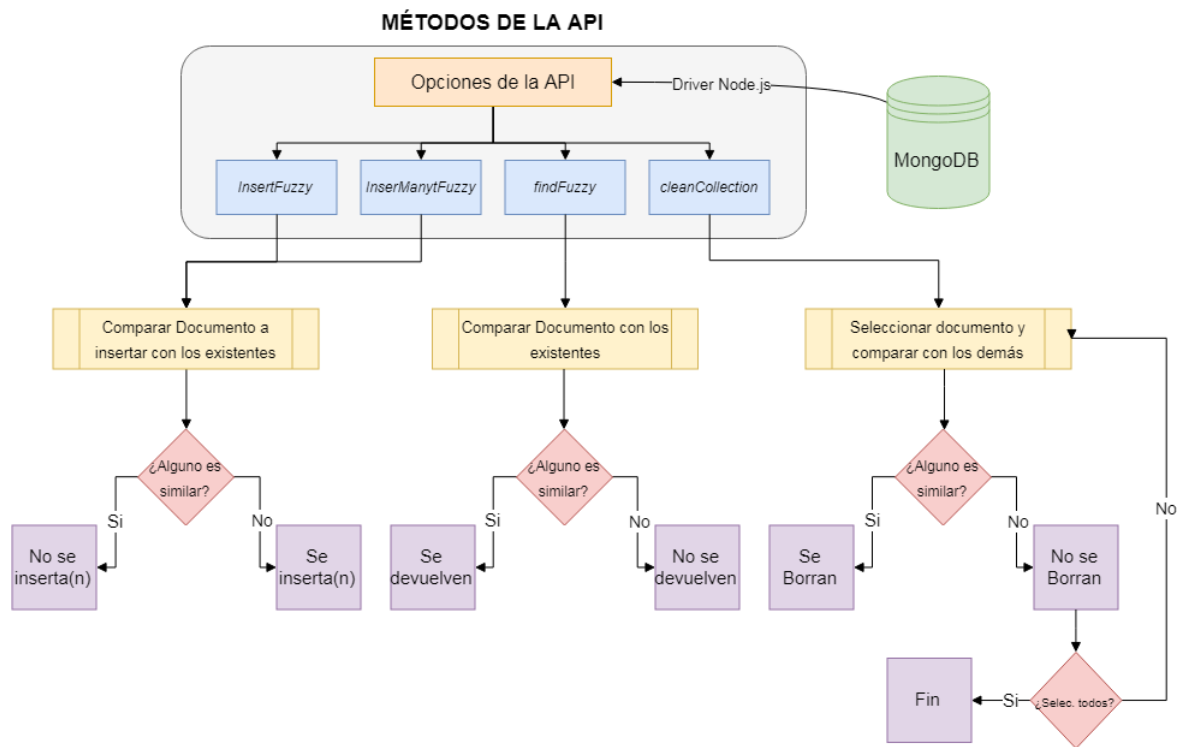 MÉTODOS DE LA API
Opciones de la API
Driver Node.js
MongoDB
InsertFuzzy
InserManytFuzzy
findFuzzy
cleanCollection
Comparar Documento a
insertar con los existentes
Comparar Documento con los
existentes
Seleccionar documento y
comparar con los demás
¿Alguno es
similar?
¿Alguno es
similar?
¿Alguno es
similar?
Si
No
Si
No
Si
No
No
No se
inserta(n)
Se
inserta(n)
Se
devuelven
No se
devuelven
Se
Borran
No se
Borran
Fin
Si
¿Selec. todos?